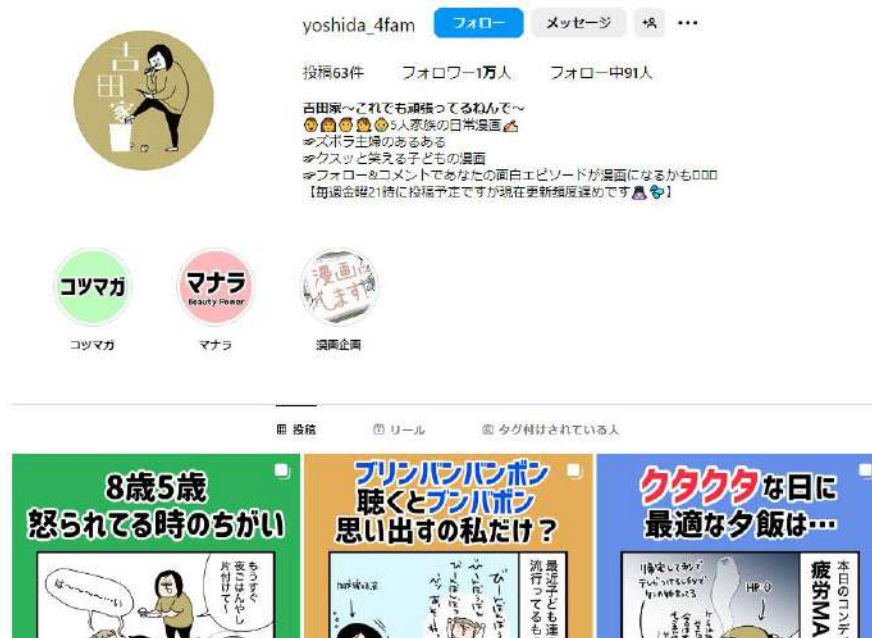 吉田家
yoshida_4fam
フォロー
メッセージ
投稿63件
フォロワー1万人
フォロー中91人
吉田家〜これでも頑張ってるねんで〜
5人家族の日常漫画
☞ズボラ主婦のあるある
☞クスッと笑える子どもの漫画
☞フォロー&コメントであなたの面白エピソードが漫画になるかも
【毎週金曜21時に投稿予定ですが現在更新頻度遅めです】
コツマガ
マナラ
Beauty Power
漫画に
します
コツマガ
マナラ
漫画企画
投稿
リール
タグ付けされている人
8歳5歳
怒られてる時のちがい
もうすぐ
夜ごはんやし
片付けて〜
は〜
ブリンバンバンボン
聴くとブンバボン
思い出すの私だけ？
最近子ども達
流行ってるも
クタクタな日に
最適な夕飯は…
本日のコンデ
疲労MA
HP 0